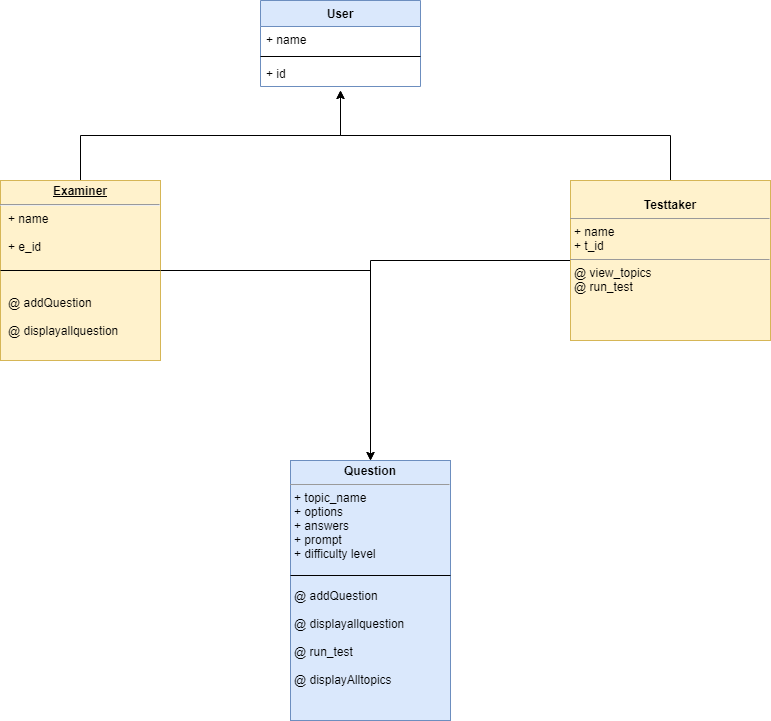 User
+ name
+ id
Examiner
+ name
+ e_id
@ addQuestion
@ displayallquestion
Testtaker
+ name
+ t_id
@ view_topics
@ run_test
Question
+ topic_name
+ options
+ answers
+ prompt
+ difficulty level
@ addQuestion
@ displayallquestion
@ run_test
@ displayAlltopics